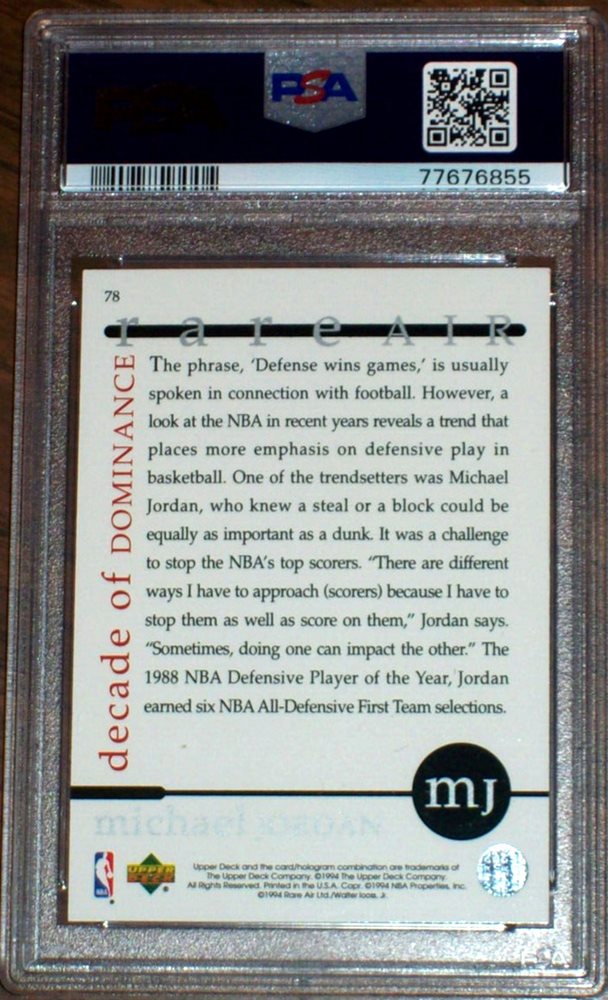 PSA
77676855
78
rare AIR
decade of DOMINANCE
The phrase, 'Defense wins games,' is usually
spoken in connection with football. However, a
look at the NBA in recent years reveals a trend that
places more emphasis on defensive play in
basketball. One of the trendsetters was Michael
Jordan, who knew a steal or a block could be
equally as important as a dunk. It was a challenge
to stop the NBA's top scorers. "There are different
ways I have to approach (scorers) because I have to
stop them as well as score on them," Jordan says.
"Sometimes, doing one can impact the other." The
1988 NBA Defensive Player of the Year, Jordan
earned six NBA All-Defensive First Team selections.
mJ
michael JORDAN
NBA
UPPER
DECK
Upper Deck and the card/hologram combination are trademarks of
The Upper Deck Company. ©1994 The Upper Deck Company.
All Rights Reserved. Printed in the U.S.A. Copr. ©1994 NBA Properties, Inc.
©1994 Rare Air Ltd./Walter Iooss, Jr.